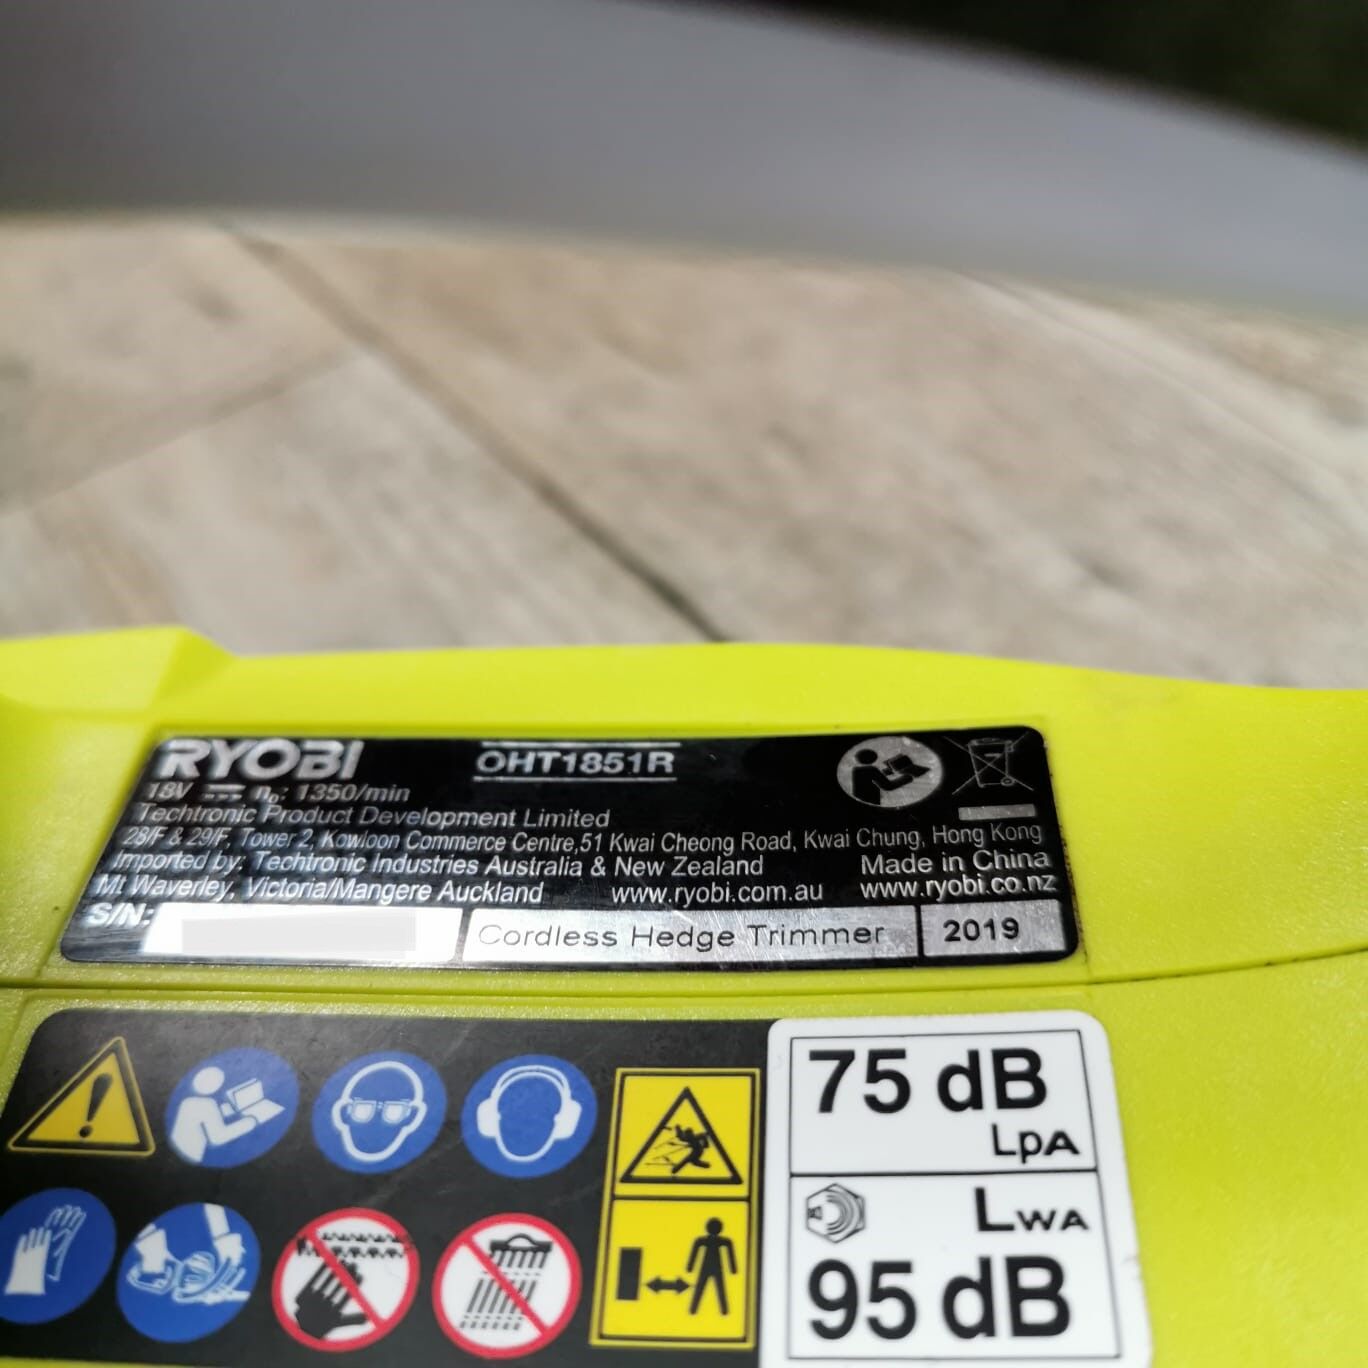 RYOBI OHT1851R
18V n₀: 1350/min
Techtronic Product Development Limited
28/F & 29/F, Tower 2, Kowloon Commerce Centre,51 Kwai Cheong Road, Kwai Chung, Hong Kong
Imported by: Techtronic Industries Australia & New Zealand Made in China
Mt Waverley, Victoria/Mangere Auckland www.ryobi.com.au www.ryobi.co.nz
S/N: Cordless Hedge Trimmer 2019
75 dB
LpA
LWA
95 dB